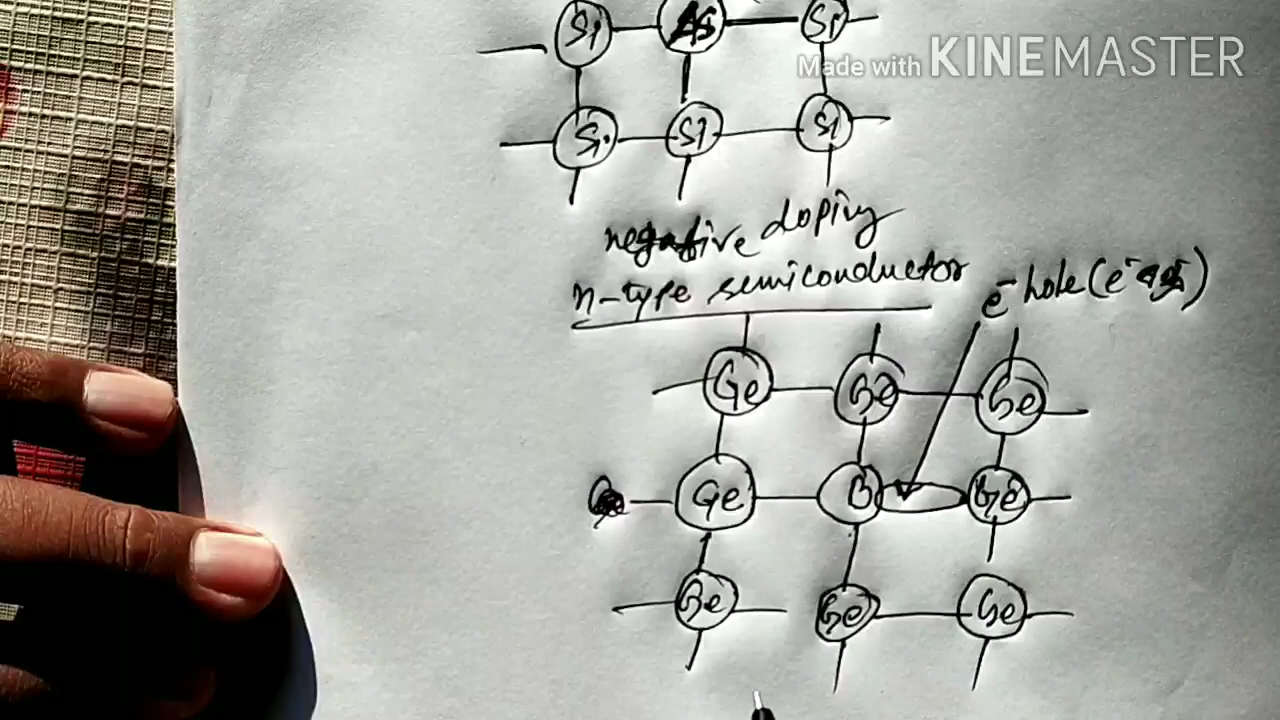 Si As Si
Made with KINEMASTER
Si Si Si
negative doping
n-type semiconductor
e⁻ hole (e⁻
Ge Ge Ge
Ge B Ge
Ge Ge Ge